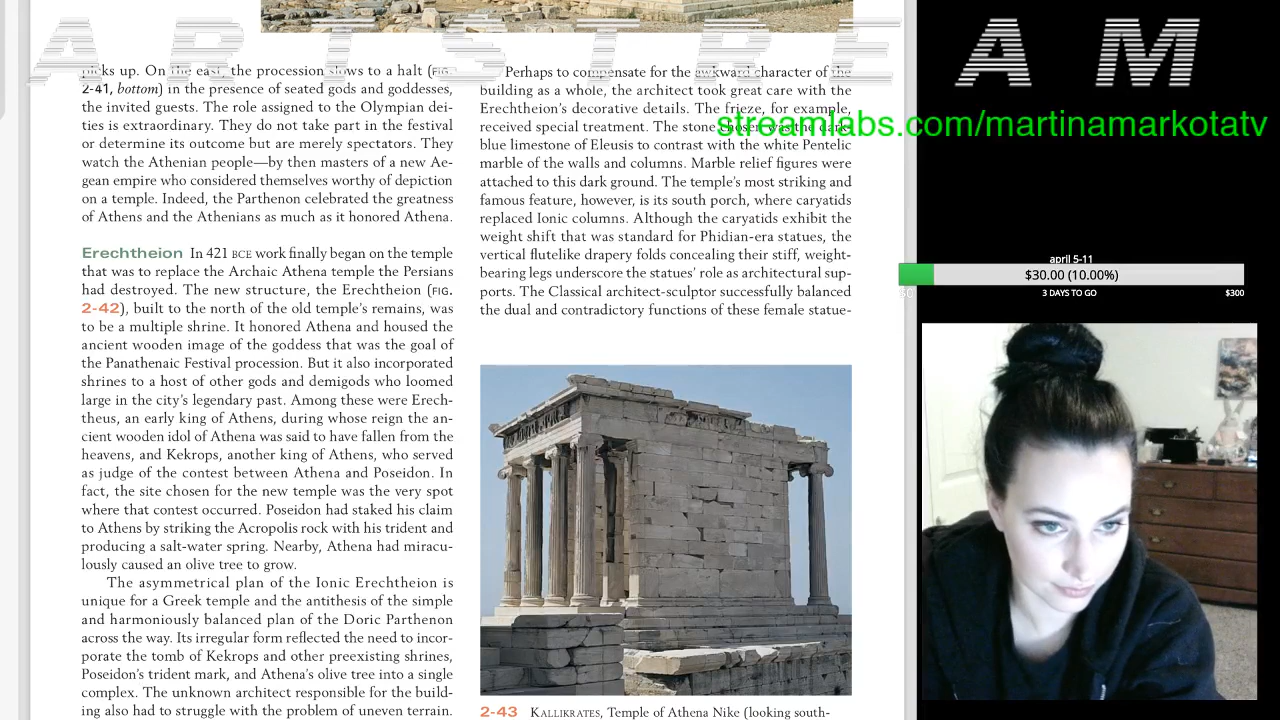 ARTSTREAM
streamlabs.com/martinamarkotatv
picks up. On the east, the procession slows to a halt (FIG.
2-41, bottom) in the presence of seated gods and goddesses,
the invited guests. The role assigned to the Olympian dei-
ties is extraordinary. They do not take part in the festival
or determine its outcome but are merely spectators. They
watch the Athenian people—by then masters of a new Ae-
gean empire who considered themselves worthy of depiction
on a temple. Indeed, the Parthenon celebrated the greatness
of Athens and the Athenians as much as it honored Athena.
Erechtheion In 421 BCE work finally began on the temple
that was to replace the Archaic Athena temple the Persians
had destroyed. The new structure, the Erechtheion (FIG.
2-42), built to the north of the old temple's remains, was
to be a multiple shrine. It honored Athena and housed the
ancient wooden image of the goddess that was the goal of
the Panathenaic Festival procession. But it also incorporated
shrines to a host of other gods and demigods who loomed
large in the city's legendary past. Among these were Erech-
theus, an early king of Athens, during whose reign the an-
cient wooden idol of Athena was said to have fallen from the
heavens, and Kekrops, another king of Athens, who served
as judge of the contest between Athena and Poseidon. In
fact, the site chosen for the new temple was the very spot
where that contest occurred. Poseidon had staked his claim
to Athens by striking the Acropolis rock with his trident and
producing a salt-water spring. Nearby, Athena had miracu-
lously caused an olive tree to grow.
The asymmetrical plan of the Ionic Erechtheion is
unique for a Greek temple and the antithesis of the simple
and harmoniously balanced plan of the Doric Parthenon
across the way. Its irregular form reflected the need to incor-
porate the tomb of Kekrops and other preexisting shrines,
Poseidon's trident mark, and Athena's olive tree into a single
complex. The unknown architect responsible for the build-
ing also had to struggle with the problem of uneven terrain.
Perhaps to compensate for the awkward character of the
building as a whole, the architect took great care with the
Erechtheion's decorative details. The frieze, for example,
received special treatment. The stone chosen was the dark-
blue limestone of Eleusis to contrast with the white Pentelic
marble of the walls and columns. Marble relief figures were
attached to this dark ground. The temple's most striking and
famous feature, however, is its south porch, where caryatids
replaced Ionic columns. Although the caryatids exhibit the
weight shift that was standard for Phidian-era statues, the
vertical flutelike drapery folds concealing their stiff, weight-
bearing legs underscore the statues' role as architectural sup-
ports. The Classical architect-sculptor successfully balanced
the dual and contradictory functions of these female statue-
2-43 KALLIKRATES, Temple of Athena Nike (looking south-
april 5-11
$30.00 (10.00%)
$0 3 DAYS TO GO $300